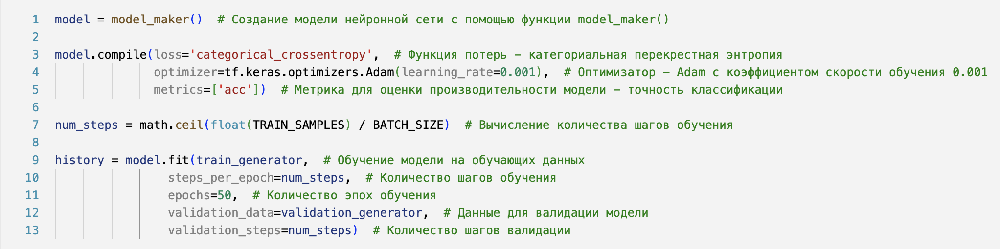 1 model = model_maker()  # Создание модели нейронной сети с помощью функции model_maker()
2
3 model.compile(loss='categorical_crossentropy',  # Функция потерь – категориальная перекрестная энтропия
4               optimizer=tf.keras.optimizers.Adam(learning_rate=0.001),  # Оптимизатор – Adam с коэффициентом скорости обучения 0.001
5               metrics=['acc'])  # Метрика для оценки производительности модели – точность классификации
6
7 num_steps = math.ceil(float(TRAIN_SAMPLES) / BATCH_SIZE)  # Вычисление количества шагов обучения
8
9 history = model.fit(train_generator,  # Обучение модели на обучающих данных
10                 steps_per_epoch=num_steps,  # Количество шагов обучения
11                 epochs=50,  # Количество эпох обучения
12                 validation_data=validation_generator,  # Данные для валидации модели
13                 validation_steps=num_steps)  # Количество шагов валидации